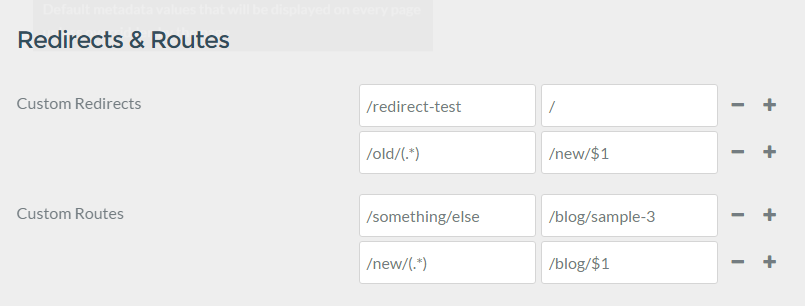 Default metadata values that will be displayed on every page
Redirects & Routes
Custom Redirects /redirect-test /
/old/(.*) /new/$1
Custom Routes /something/else /blog/sample-3
/new/(.*) /blog/$1